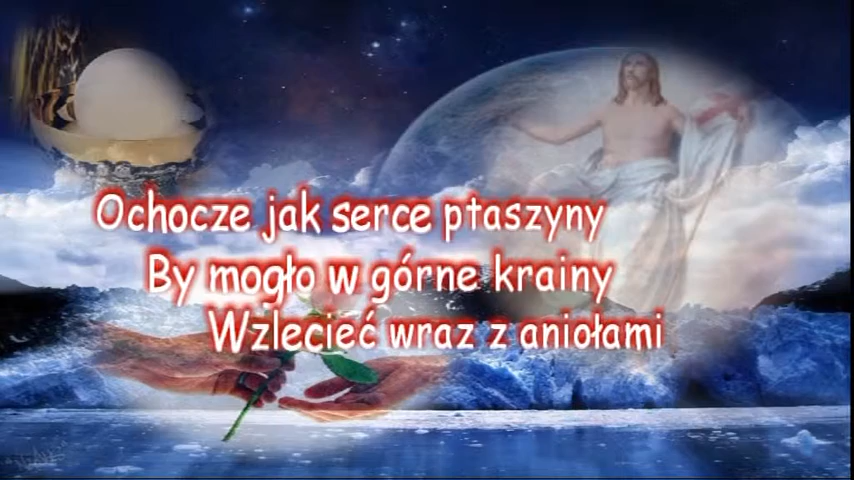 Ochocze jak serce ptaszyny
By mogło w górne krainy
Wzlecieć wraz z aniołami